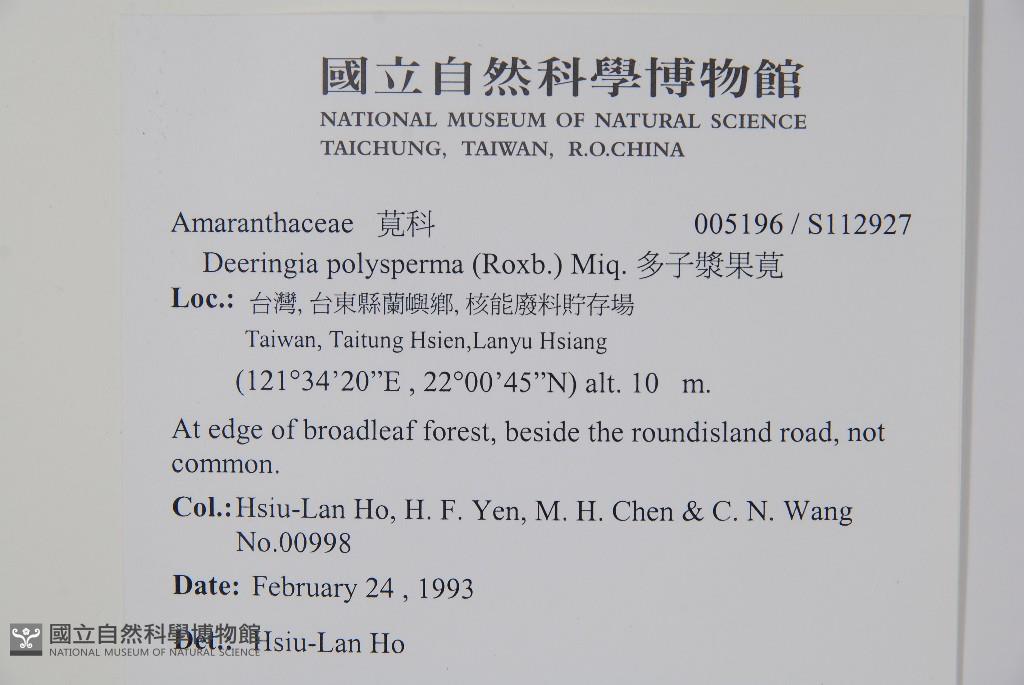 國立自然科學博物館
NATIONAL MUSEUM OF NATURAL SCIENCE
TAICHUNG, TAIWAN, R.O.CHINA
Amaranthaceae 莧科 005196 / S112927
Deeringia polysperma (Roxb.) Miq. 多子漿果莧
Loc.: 台灣, 台東縣蘭嶼鄉, 核能廢料貯存場
Taiwan, Taitung Hsien,Lanyu Hsiang
(121°34’20”E , 22°00’45”N) alt. 10 m.
At edge of broadleaf forest, beside the roundisland road, not
common.
Col.: Hsiu-Lan Ho, H. F. Yen, M. H. Chen & C. N. Wang
No.00998
Date: February 24 , 1993
Det.: Hsiu-Lan Ho
國立自然科學博物館
NATIONAL MUSEUM OF NATURAL SCIENCE